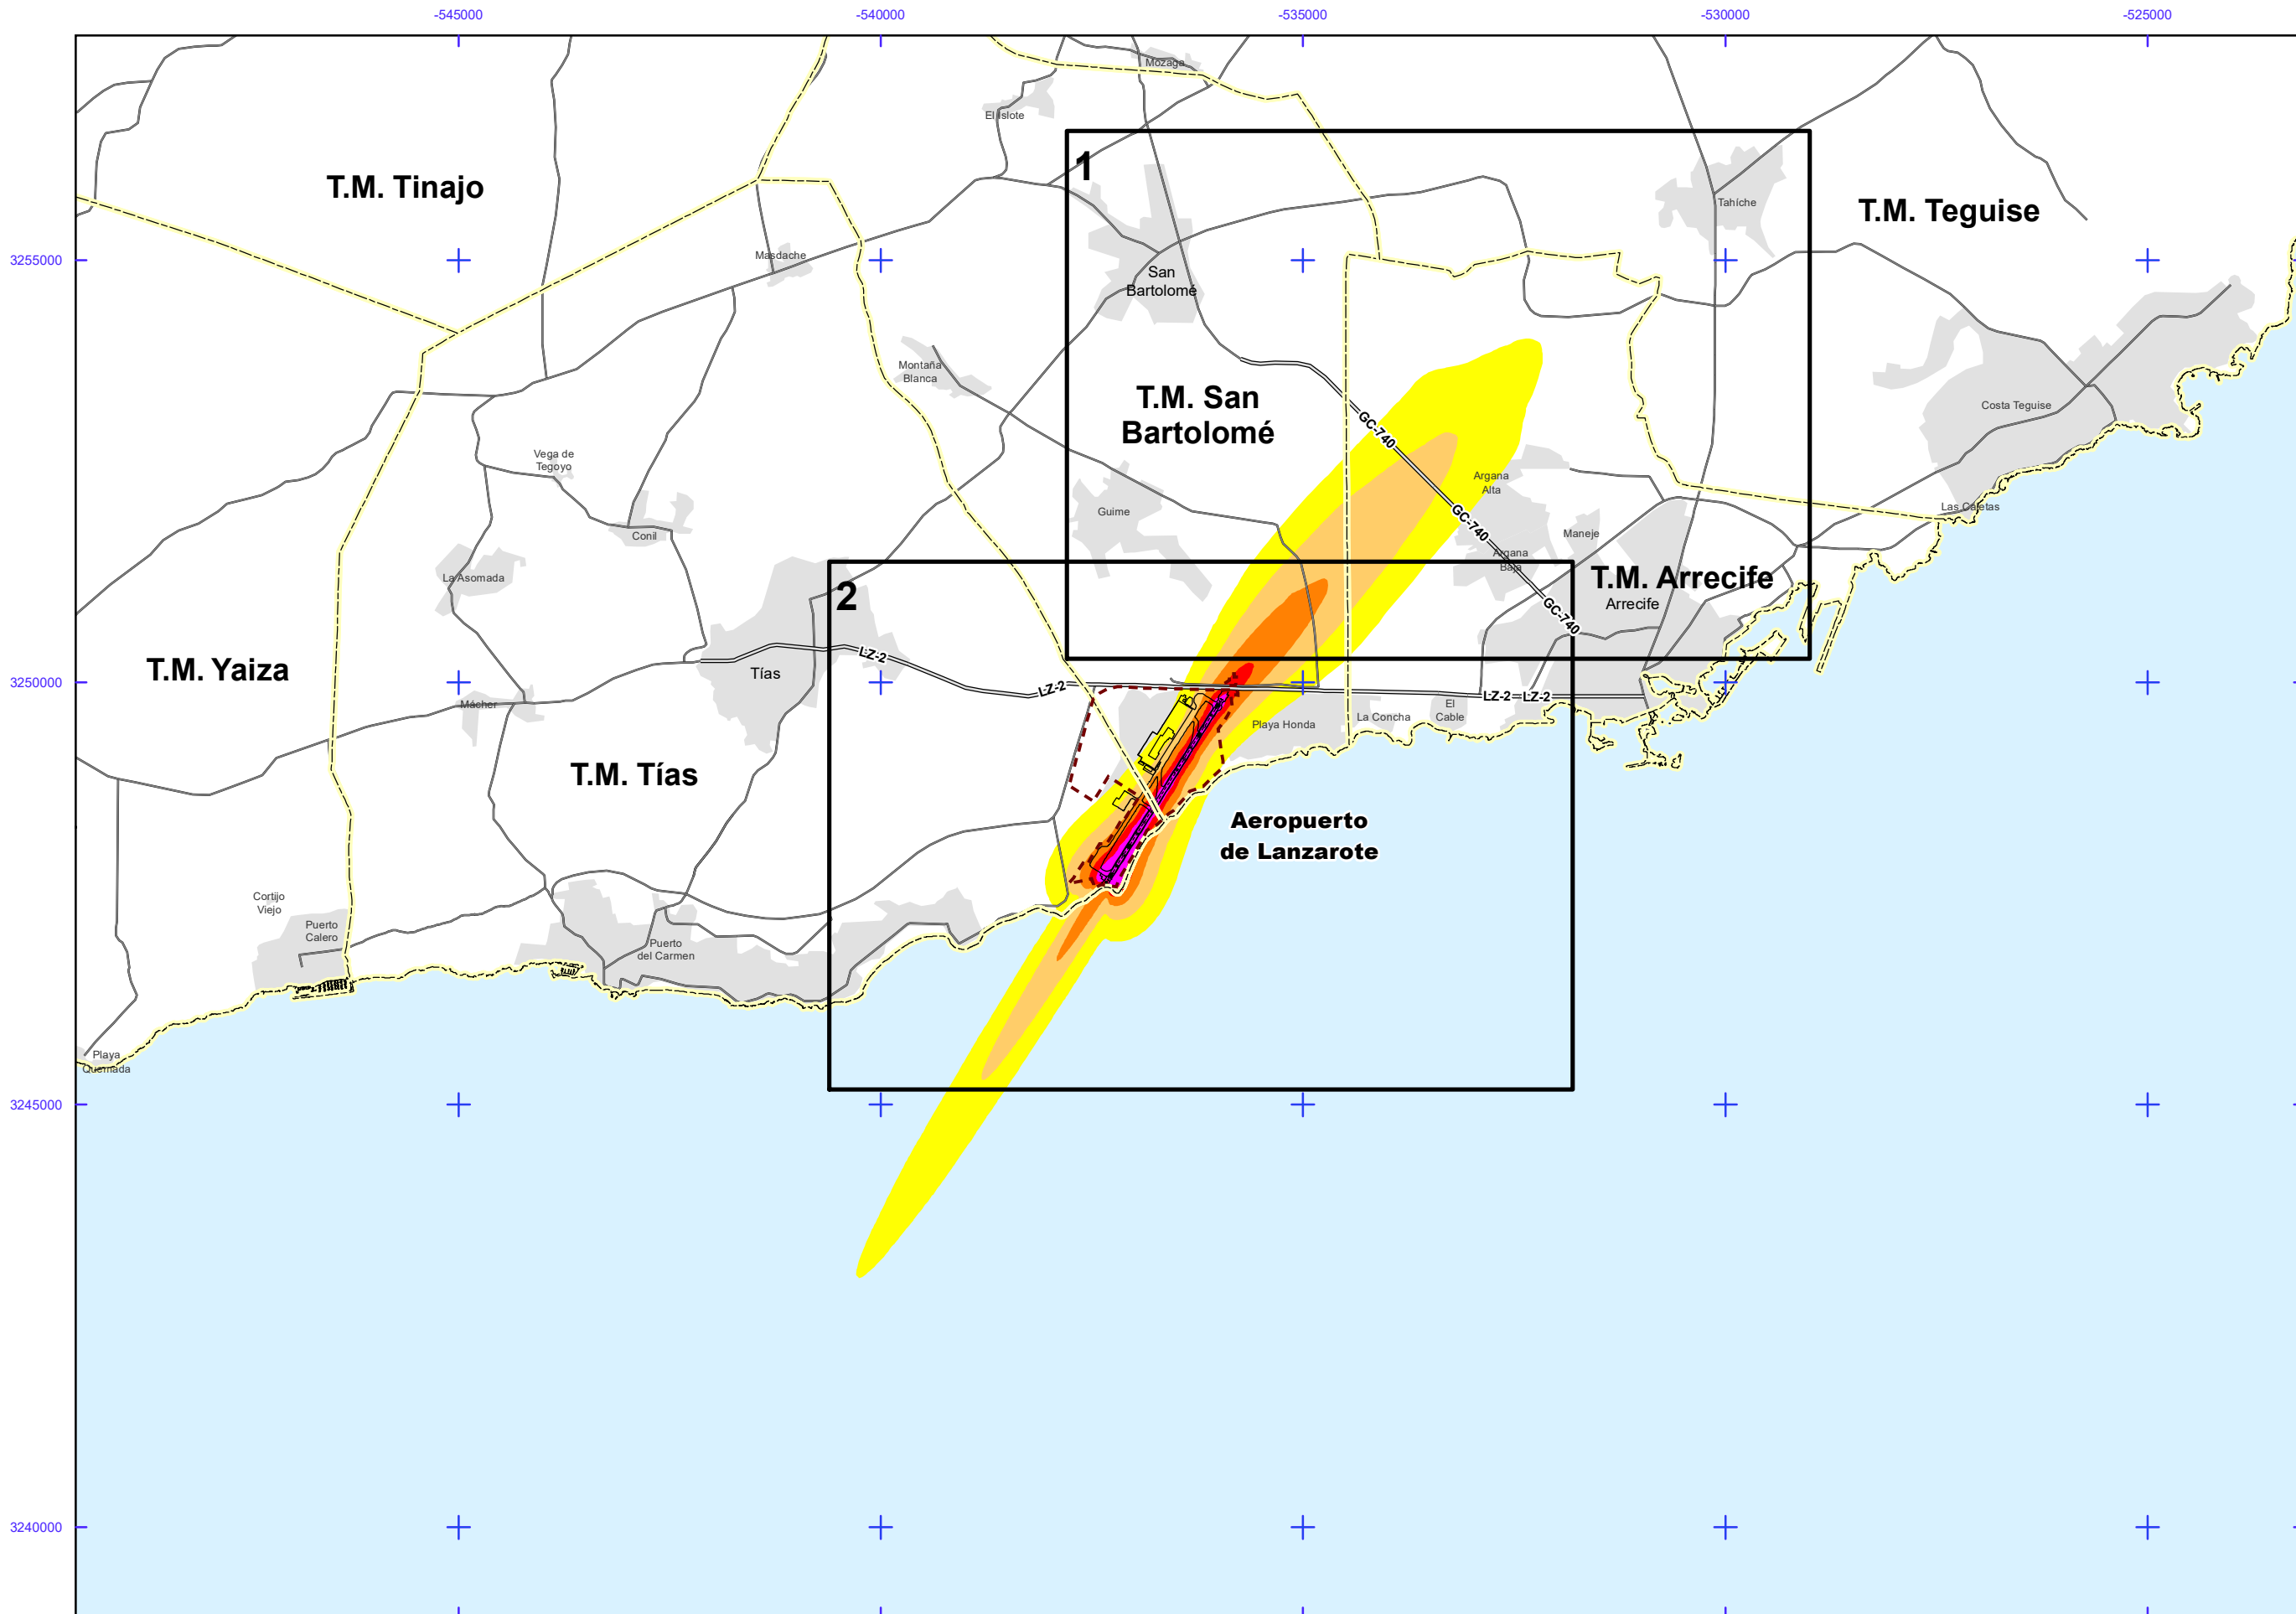 -545000
-540000
-535000
-530000
-525000
Mozaga
El Islote
1
T.M. Tinajo
Tahíche
T.M. Teguise
3255000
Masdache
San
Bartolomé
Montaña
Blanca
T.M. San
Bartolomé
Costa Teguise
GC-740
Vega de
Tegoyo
Argana
Alta
Guime
Las Caletas
GC-740
Conil
Maneje
Argana
Baja
La Asomada
T.M. Arrecife
2
Arrecife
GC-740
LZ-2
T.M. Yaiza
Tías
3250000
LZ-2
LZ-2
LZ-2
Mácher
El
Cable
La Concha
Playa Honda
T.M. Tías
Aeropuerto
de Lanzarote
Cortijo
Viejo
Puerto
Calero
Puerto
del Carmen
Playa
Quemada
3245000
3240000